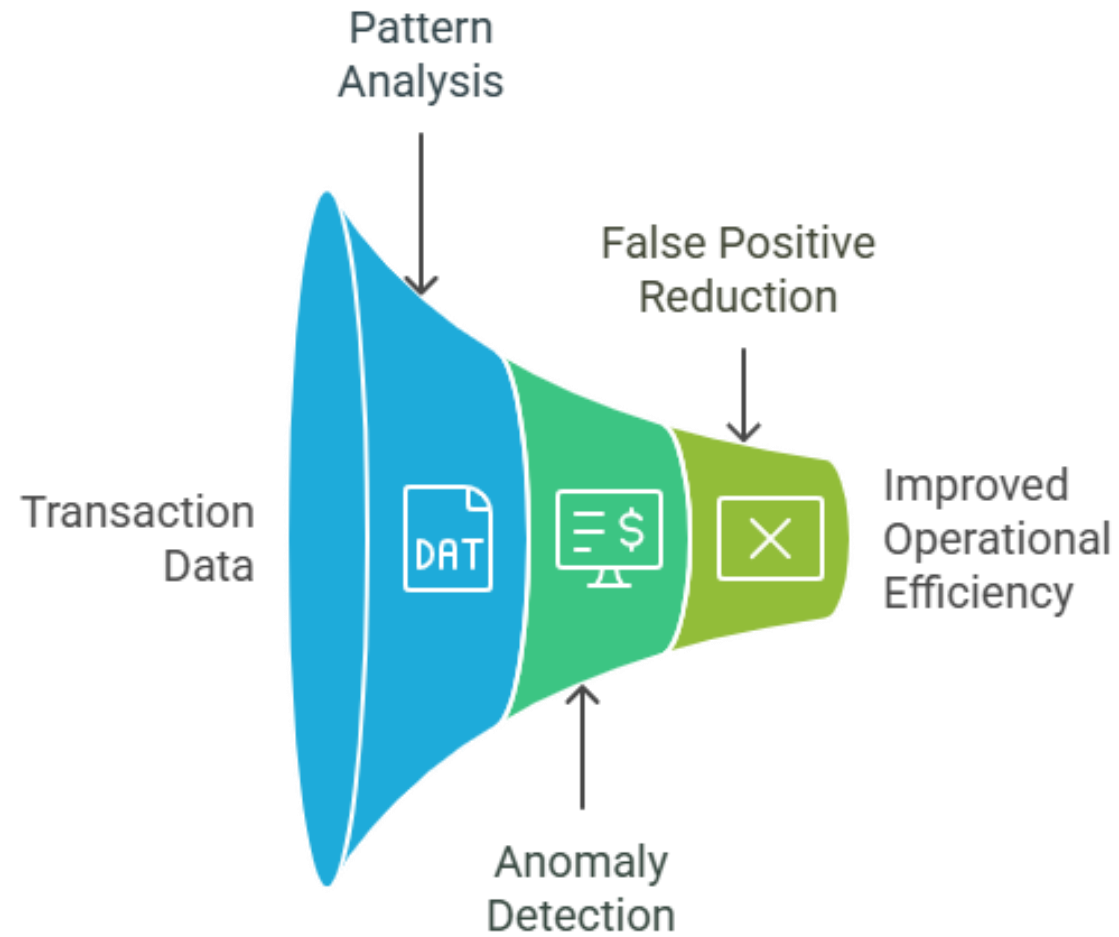 Pattern
Analysis
False Positive
Reduction
Transaction
Data
DAT
$
Improved
Operational
Efficiency
Anomaly
Detection